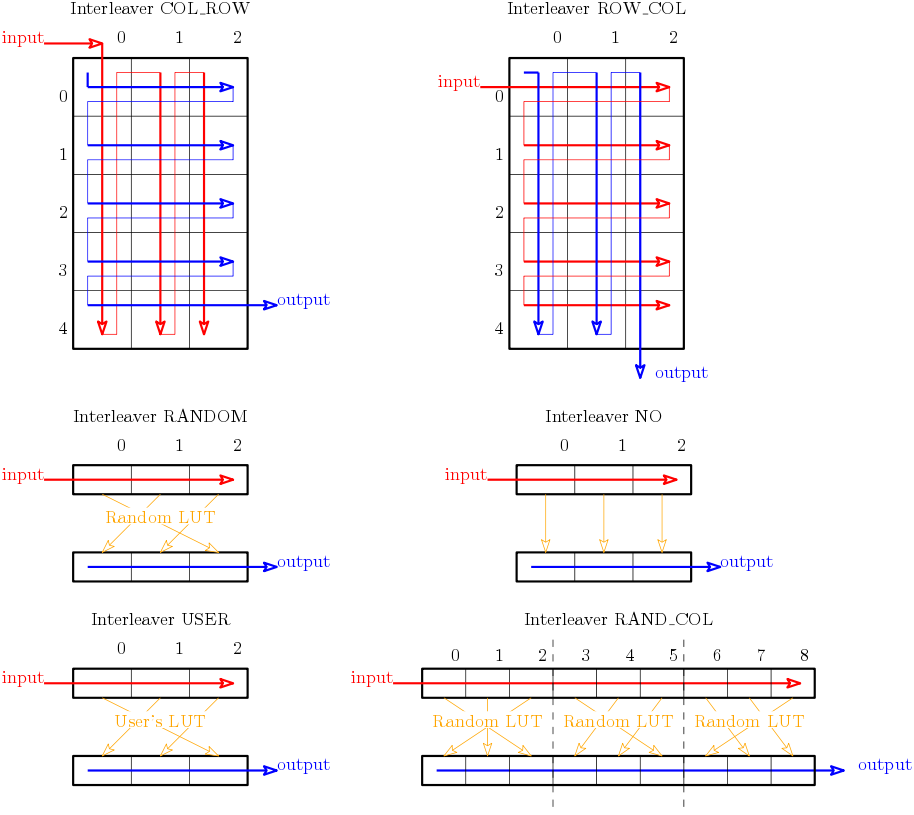 Interleaver COL_ROW
input
0 1 2
0
1
2
3
4
output
Interleaver ROW_COL
0 1 2
input
0
1
2
3
4
output
Interleaver RANDOM
0 1 2
input
Random LUT
output
Interleaver NO
0 1 2
input
output
Interleaver USER
0 1 2
input
User's LUT
output
Interleaver RAND_COL
0 1 2 3 4 5 6 7 8
input
Random LUT Random LUT Random LUT
output